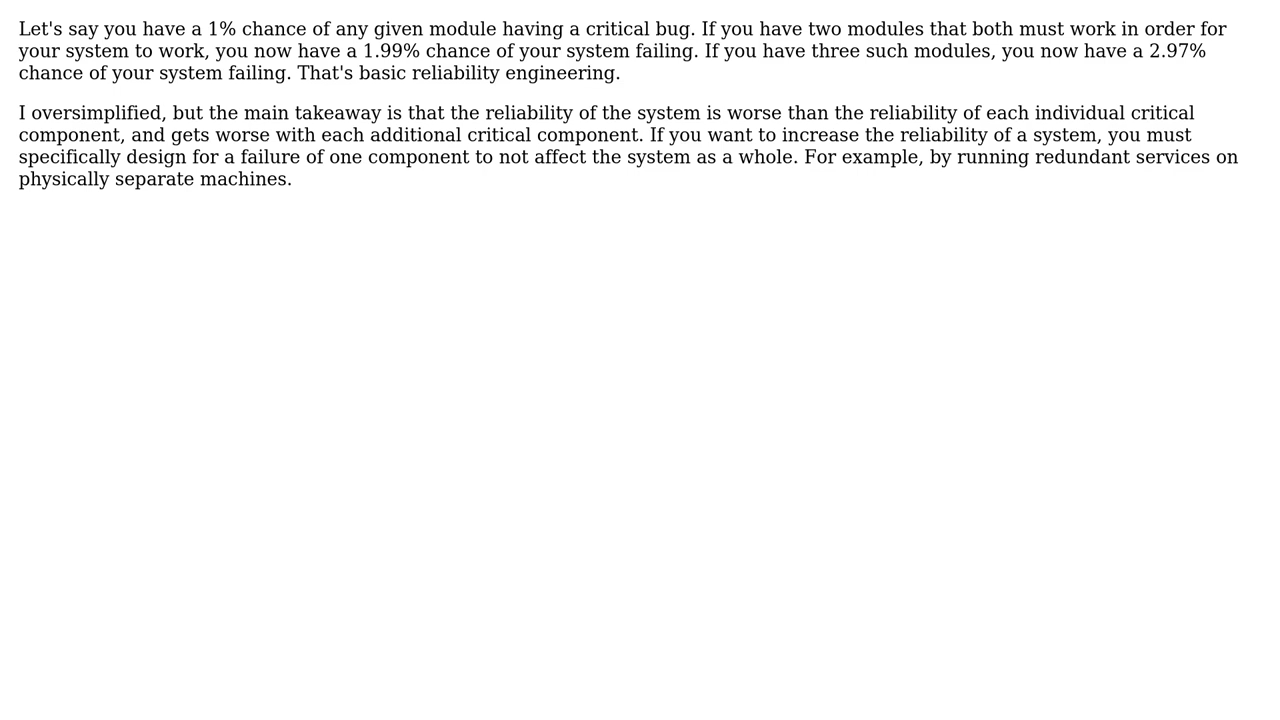 Let's say you have a 1% chance of any given module having a critical bug. If you have two modules that both must work in order for
your system to work, you now have a 1.99% chance of your system failing. If you have three such modules, you now have a 2.97%
chance of your system failing. That's basic reliability engineering.
I oversimplified, but the main takeaway is that the reliability of the system is worse than the reliability of each individual critical
component, and gets worse with each additional critical component. If you want to increase the reliability of a system, you must
specifically design for a failure of one component to not affect the system as a whole. For example, by running redundant services on
physically separate machines.